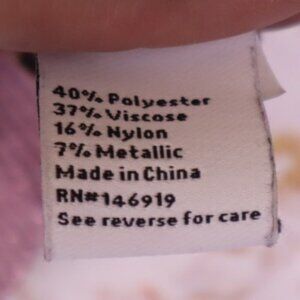 40% Polyester
37% Viscose
16% Nylon
7% Metallic
Made in China
RN#146919
See reverse for care